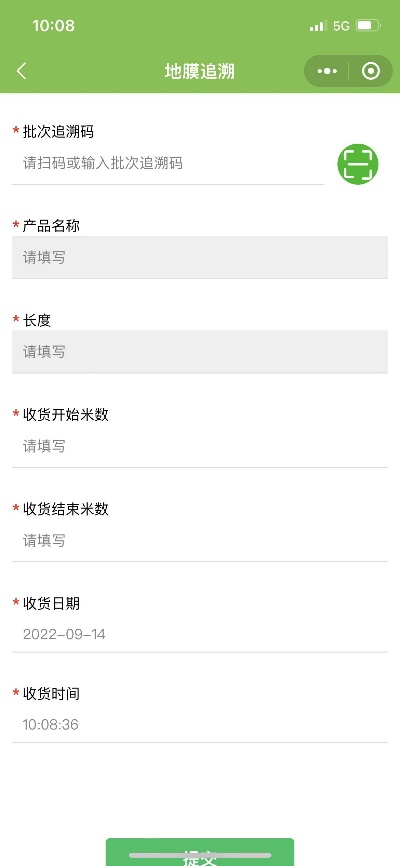 10:08
5G
地膜追溯
* 批次追溯码
请扫码或输入批次追溯码
* 产品名称
请填写
* 长度
请填写
* 收货开始米数
请填写
* 收货结束米数
请填写
* 收货日期
2022-09-14
* 收货时间
10:08:36
提交